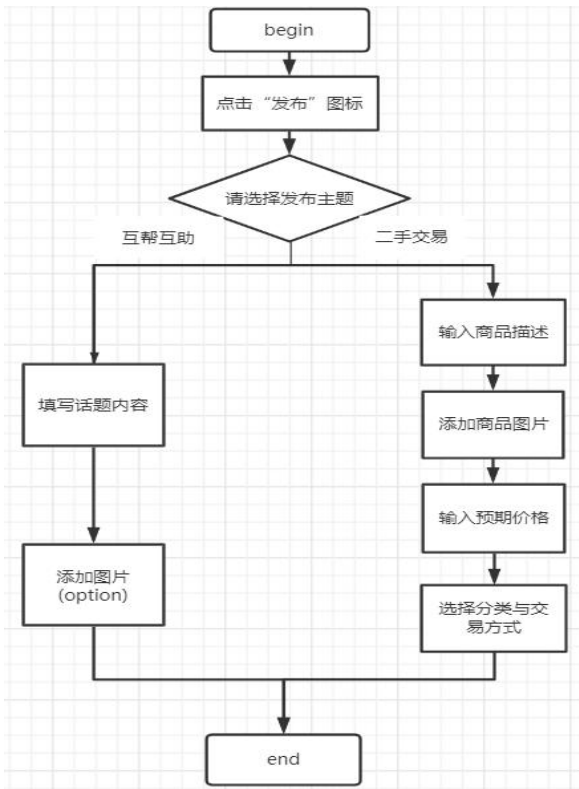 begin
点击“发布”图标
请选择发布主题
互帮互助
二手交易
输入商品描述
填写话题内容
添加商品图片
输入预期价格
添加图片
(option)
选择分类与交
易方式
end